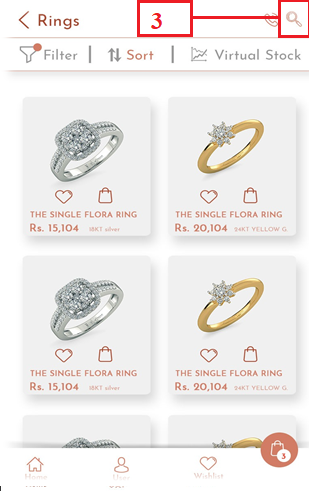 Rings
3
Filter
Sort
Virtual Stock
THE SINGLE FLORA RING
Rs. 15,104 18KT silver
THE SINGLE FLORA RING
Rs. 20,104 24KT YELLOW G.
THE SINGLE FLORA RING
Rs. 15,104 18KT silver
THE SINGLE FLORA RING
Rs. 20,104 24KT YELLOW G.
3
Home
User
Wishlist